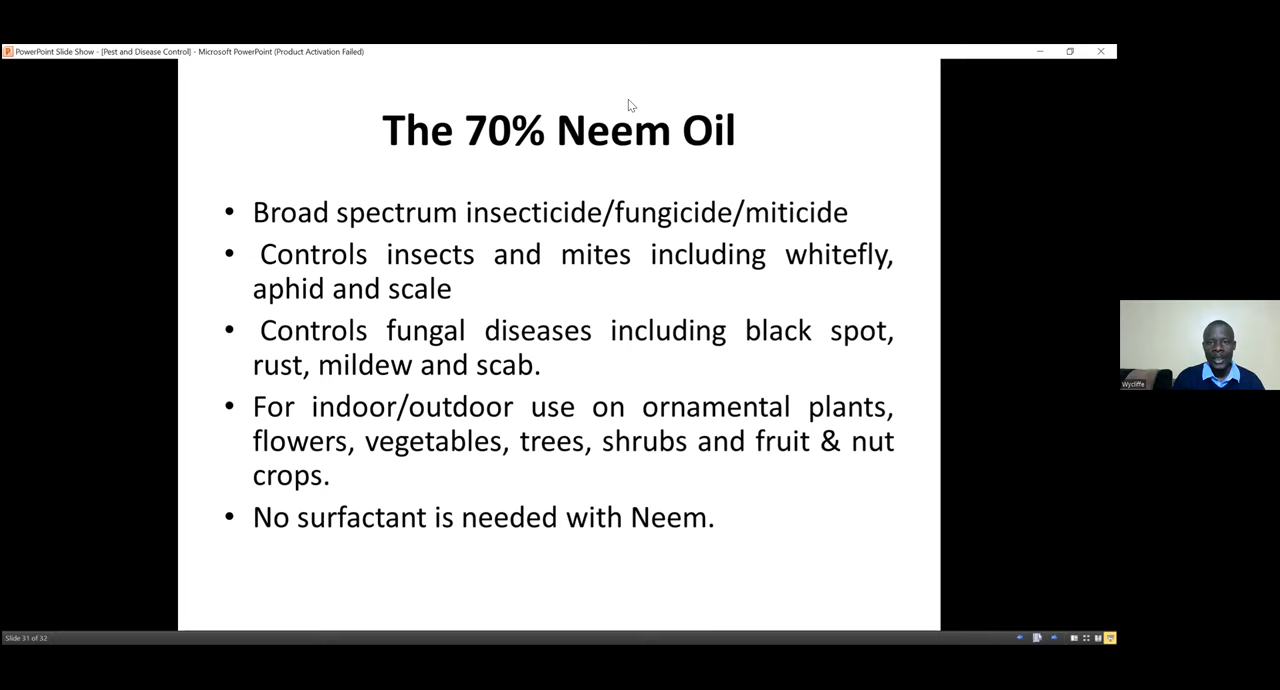 PowerPoint Slide Show - [Pest and Disease Control] - Microsoft PowerPoint (Product Activation Failed)
The 70% Neem Oil
• Broad spectrum insecticide/fungicide/miticide
• Controls insects and mites including whitefly,
aphid and scale
• Controls fungal diseases including black spot,
rust, mildew and scab.
• For indoor/outdoor use on ornamental plants,
flowers, vegetables, trees, shrubs and fruit & nut
crops.
• No surfactant is needed with Neem.
Wycliffe
Slide 31 of 32